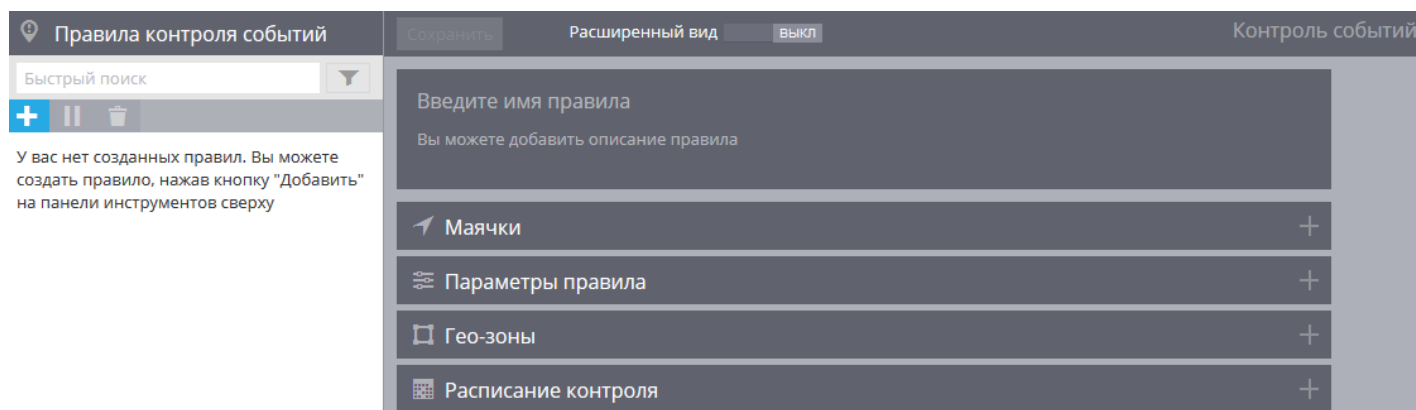 Правила контроля событий
Сохранить
Расширенный вид
ВЫКЛ
Контроль событий
Быстрый поиск
У вас нет созданных правил. Вы можете
создать правило, нажав кнопку "Добавить"
на панели инструментов сверху
Введите имя правила
Вы можете добавить описание правила
Маячки
Параметры правила
Гео-зоны
Расписание контроля